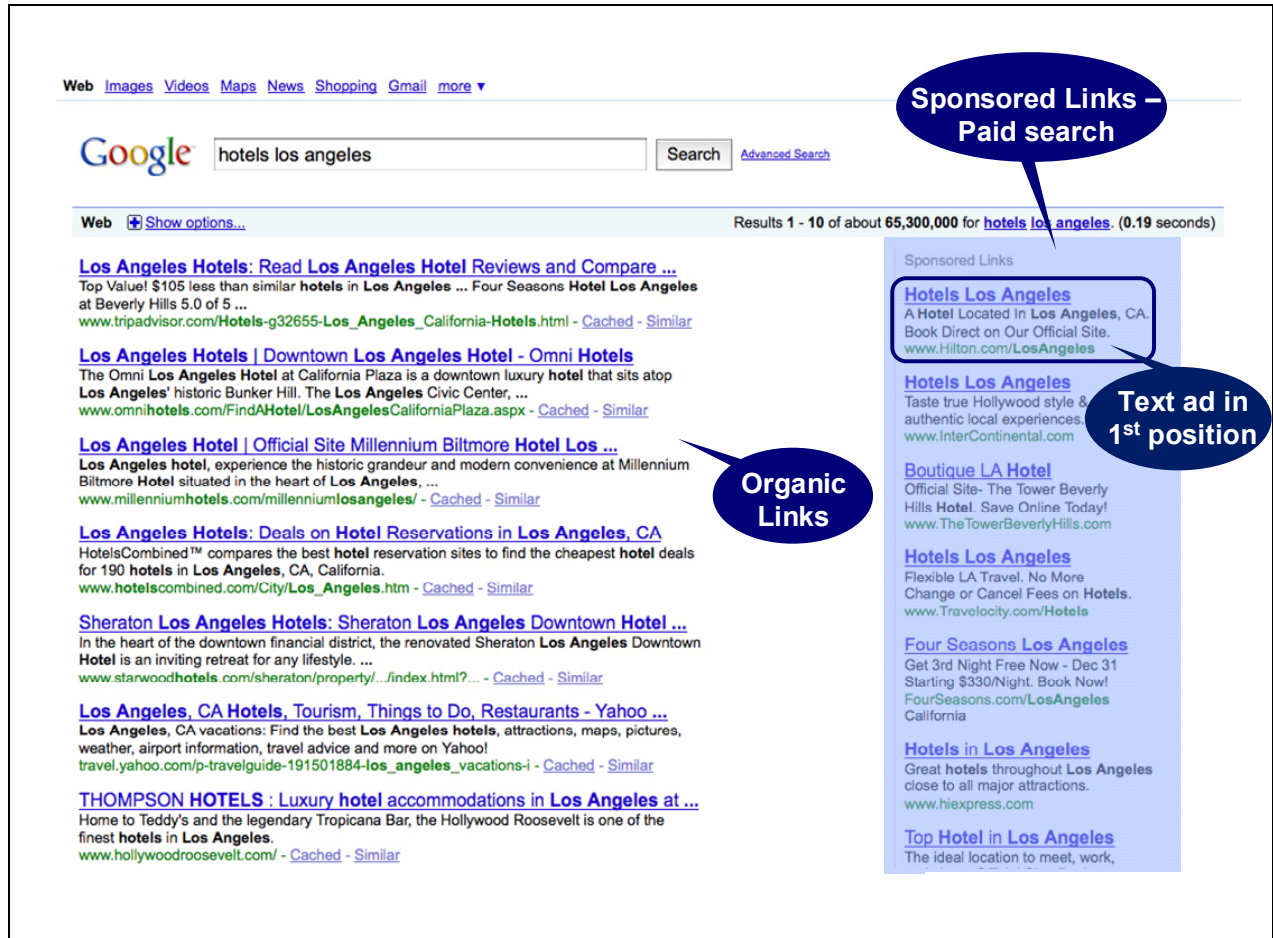 Web Images Videos Maps News Shopping Gmail more ▼
Google hotels los angeles Search Advanced Search
Web Show options... Results 1 - 10 of about 65,300,000 for hotels los angeles. (0.19 seconds)
Los Angeles Hotels: Read Los Angeles Hotel Reviews and Compare ...
Top Value! $105 less than similar hotels in Los Angeles ... Four Seasons Hotel Los Angeles
at Beverly Hills 5.0 of 5 ...
www.tripadvisor.com/Hotels-g32655-Los_Angeles_California-Hotels.html - Cached - Similar
Los Angeles Hotels | Downtown Los Angeles Hotel - Omni Hotels
The Omni Los Angeles Hotel at California Plaza is a downtown luxury hotel that sits atop
Los Angeles' historic Bunker Hill. The Los Angeles Civic Center, ...
www.omnihotels.com/FindAHotel/LosAngelesCaliforniaPlaza.aspx - Cached - Similar
Los Angeles Hotel | Official Site Millennium Biltmore Hotel Los ...
Los Angeles hotel, experience the historic grandeur and modern convenience at Millennium
Biltmore Hotel situated in the heart of Los Angeles, ...
www.millenniumhotels.com/millenniumlosangeles/ - Cached - Similar
Los Angeles Hotels: Deals on Hotel Reservations in Los Angeles, CA
HotelsCombined™ compares the best hotel reservation sites to find the cheapest hotel deals
for 190 hotels in Los Angeles, CA, California.
www.hotelscombined.com/City/Los_Angeles.htm - Cached - Similar
Sheraton Los Angeles Hotels: Sheraton Los Angeles Downtown Hotel ...
In the heart of the downtown financial district, the renovated Sheraton Los Angeles Downtown
Hotel is an inviting retreat for any lifestyle. ...
www.starwoodhotels.com/sheraton/property/.../index.html?... - Cached - Similar
Los Angeles, CA Hotels, Tourism, Things to Do, Restaurants - Yahoo ...
Los Angeles, CA vacations: Find the best Los Angeles hotels, attractions, maps, pictures,
weather, airport information, travel advice and more on Yahoo!
travel.yahoo.com/p-travelguide-191501884-los_angeles_vacations-i - Cached - Similar
THOMPSON HOTELS : Luxury hotel accommodations in Los Angeles at ...
Home to Teddy's and the legendary Tropicana Bar, the Hollywood Roosevelt is one of the
finest hotels in Los Angeles.
www.hollywoodroosevelt.com/ - Cached - Similar
Sponsored Links –
Paid search
Sponsored Links
Hotels Los Angeles
A Hotel Located In Los Angeles, CA.
Book Direct on Our Official Site.
www.Hilton.com/LosAngeles
Hotels Los Angeles
Taste true Hollywood style &
authentic local experiences.
www.InterContinental.com
Text ad in
1st position
Boutique LA Hotel
Official Site- The Tower Beverly
Hills Hotel. Save Online Today!
www.TheTowerBeverlyHills.com
Organic
Links
Hotels Los Angeles
Flexible LA Travel. No More
Change or Cancel Fees on Hotels.
www.Travelocity.com/Hotels
Four Seasons Los Angeles
Get 3rd Night Free Now - Dec 31
Starting $330/Night. Book Now!
FourSeasons.com/LosAngeles
California
Hotels in Los Angeles
Great hotels throughout Los Angeles
close to all major attractions.
www.hiexpress.com
Top Hotel in Los Angeles
The ideal location to meet, work,